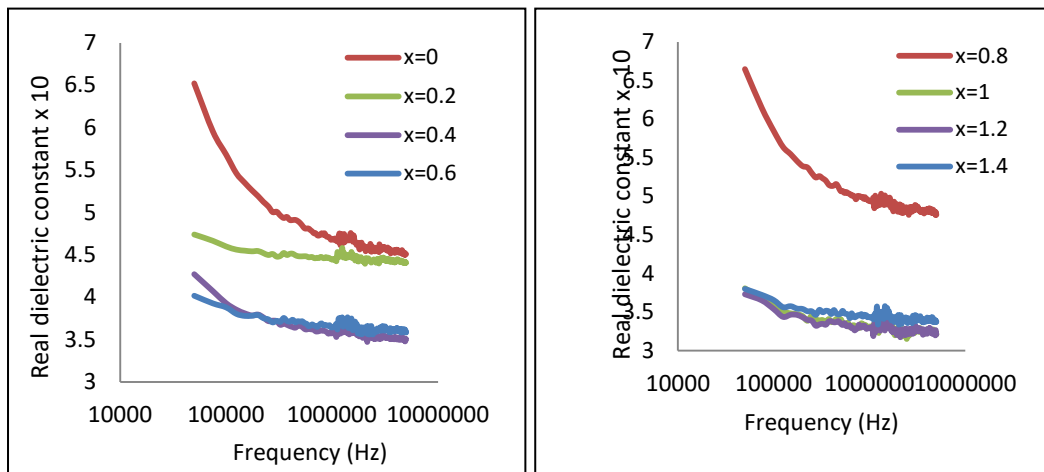 Real dielectric constant x 10
7
6.5
6
5.5
5
4.5
4
3.5
3
x=0
x=0.2
x=0.4
x=0.6
10000 100000 1000000 10000000
Frequency (Hz)
Real dielectric constant x 10
7
6.5
6
5.5
5
4.5
4
3.5
3
x=0.8
x=1
x=1.2
x=1.4
10000 100000 1000000 10000000
Frequency (Hz)